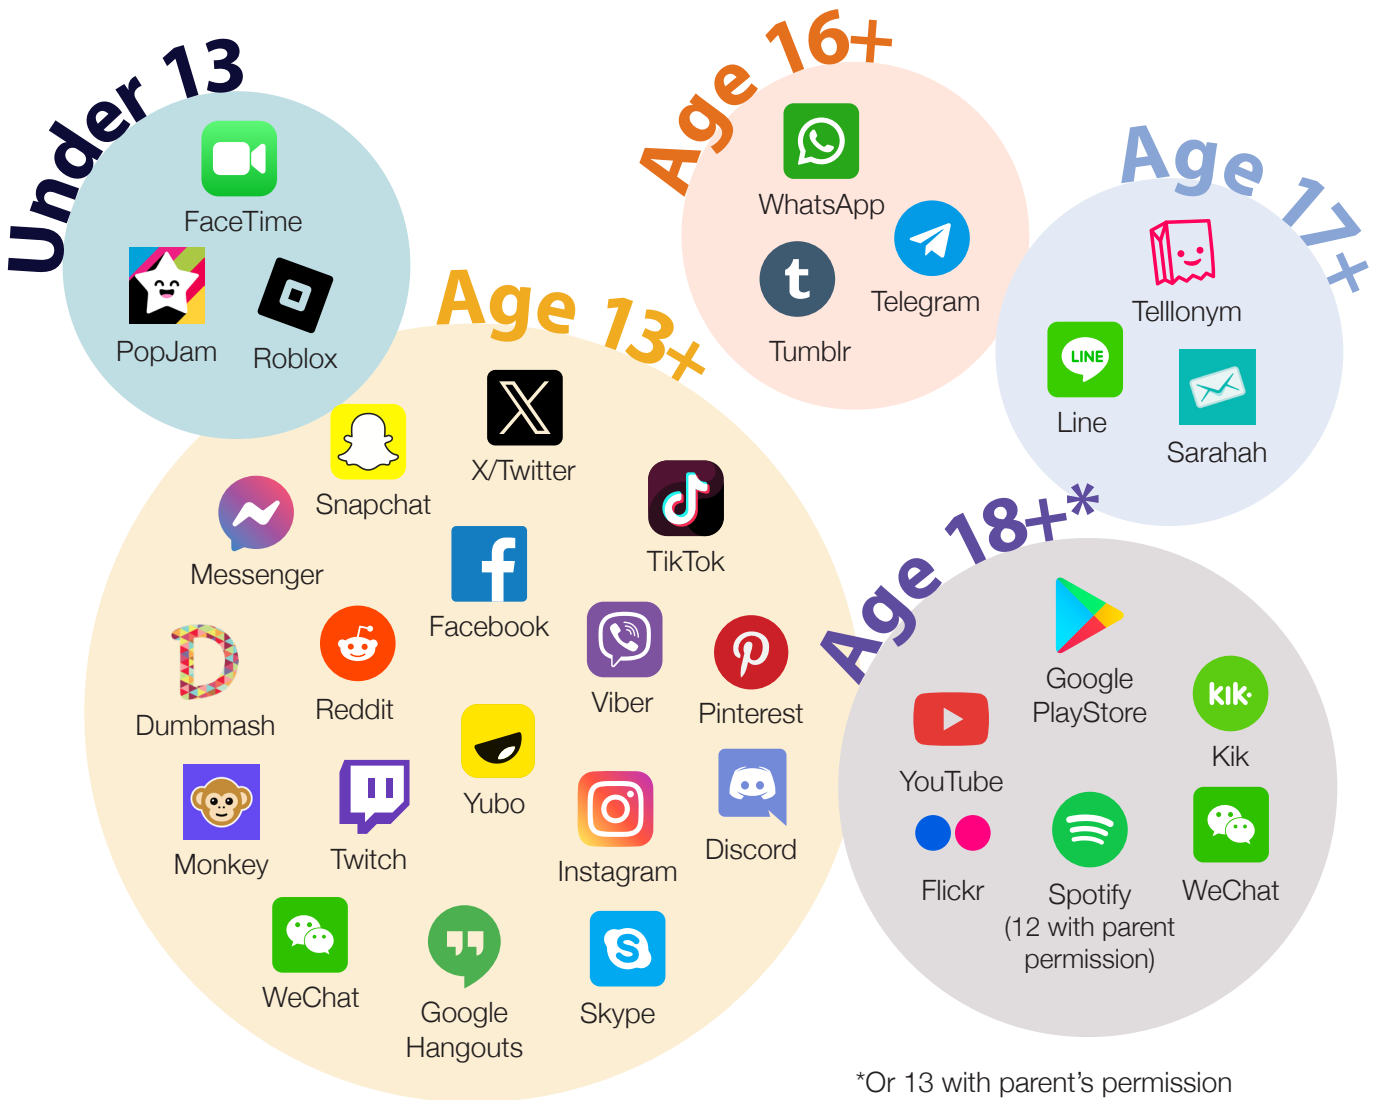 Under 13
FaceTime
PopJam
Roblox
Age 13+
X/Twitter
Snapchat
TikTok
Messenger
Facebook
Viber
Pinterest
Reddit
Dumbmash
Yubo
Discord
Monkey
Twitch
Instagram
WeChat
Google
Hangouts
Skype
Age 16+
WhatsApp
Telegram
Tumblr
Age 17+
Telllonym
LINE
Line
Sarahah
Age 18+*
Google
PlayStore
kik
Kik
YouTube
Flickr
Spotify
(12 with parent
permission)
WeChat
*Or 13 with parent's permission